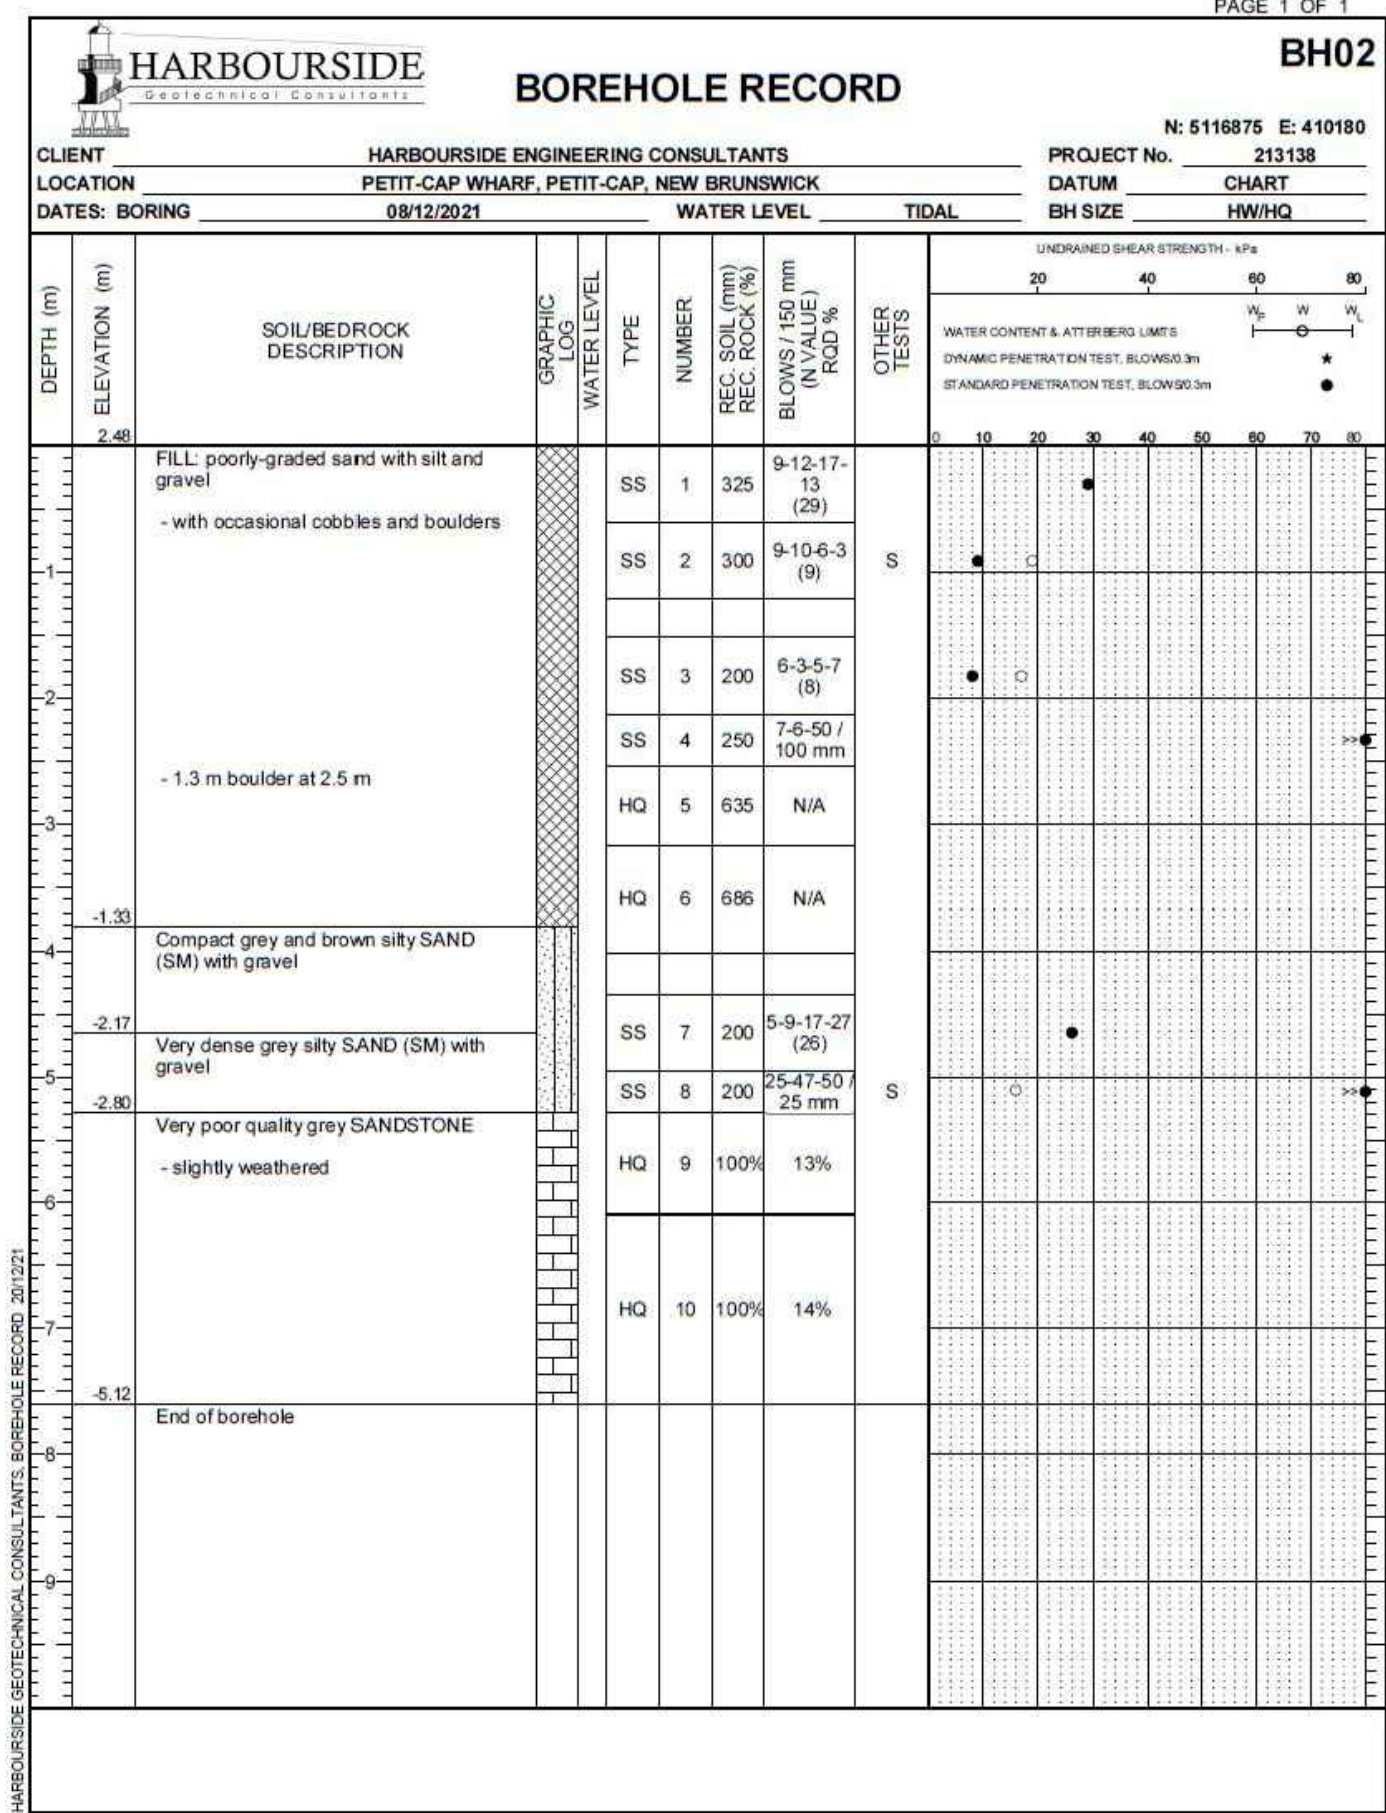 PAGE 1 OF 1
HARBOURSIDE
Geotechnical Consultants
BOREHOLE RECORD
BH02
N: 5116875 E: 410180
CLIENT HARBOURSIDE ENGINEERING CONSULTANTS PROJECT No. 213138
LOCATION PETIT-CAP WHARF, PETIT-CAP, NEW BRUNSWICK DATUM CHART
DATES: BORING 08/12/2021 WATER LEVEL TIDAL BH SIZE HW/HQ
DEPTH (m)
ELEVATION (m)
SOIL/BEDROCK
DESCRIPTION
GRAPHIC
LOG
WATER LEVEL
TYPE
NUMBER
REC. SOIL (mm)
REC. ROCK (%)
BLOWS / 150 mm
(N VALUE)
RQD %
OTHER
TESTS
UNDRAINED SHEAR STRENGTH - kPa
20 40 60 80
WATER CONTENT & ATTERBERG LIMITS
WP W WL
DYNAMIC PENETRATION TEST, BLOWS/0.3m ★
STANDARD PENETRATION TEST, BLOWS/0.3m ●
0 10 20 30 40 50 60 70 80
2.48
FILL: poorly-graded sand with silt and
gravel
- with occasional cobbles and boulders
SS 1 325 9-12-17-
13
(29)
SS 2 300 9-10-6-3
(9)
S
1
SS 3 200 6-3-5-7
(8)
2
SS 4 250 7-6-50 /
100 mm
>>
- 1.3 m boulder at 2.5 m
HQ 5 635 N/A
3
HQ 6 686 N/A
-1.33
Compact grey and brown silty SAND
(SM) with gravel
4
-2.17
SS 7 200 5-9-17-27
(26)
Very dense grey silty SAND (SM) with
gravel
5
SS 8 200 25-47-50 /
25 mm
S
>>
-2.80
Very poor quality grey SANDSTONE
- slightly weathered
HQ 9 100% 13%
6
HQ 10 100% 14%
7
-5.12
End of borehole
8
9
HARBOURSIDE GEOTECHNICAL CONSULTANTS, BOREHOLE RECORD 20/12/21